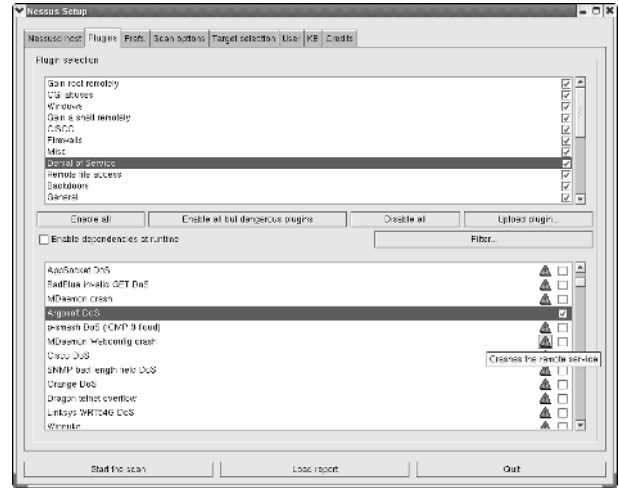 Nessus Setup
Nessusd host Plugins Prefs. Scan options Target selection User KB Credits
Plugin selection
Gain root remotely
CGI abuses
Windows
Gain a shell remotely
CISCO
Firewalls
Misc.
Denial of Service
Remote file access
Backdoors
General
Enable all Enable all but dangerous plugins Disable all Upload plugin...
Enable dependencies at runtime Filter...
AppSocket DoS
BadBlue invalid GET DoS
MDaemon crash
Argosoft DoS
p-smash DoS (ICMP 9 flood)
MDaemon Webconfig crash
Cisco DoS
Crashes the remote service
SNMP bad length field DoS
Orange DoS
Dragon telnet overflow
Linksys WRT54G DoS
Winnuke
Start the scan Load report Quit